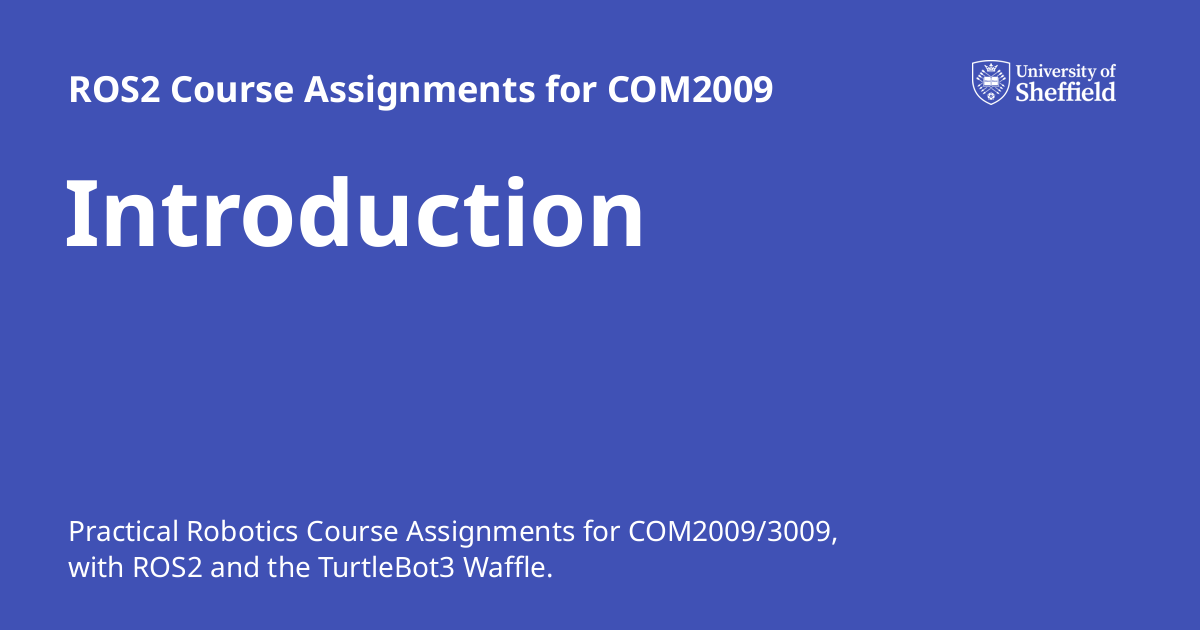 ROS2 Course Assignments for COM2009
University of
Sheffield
Introduction
Practical Robotics Course Assignments for COM2009/3009,
with ROS2 and the TurtleBot3 Waffle.